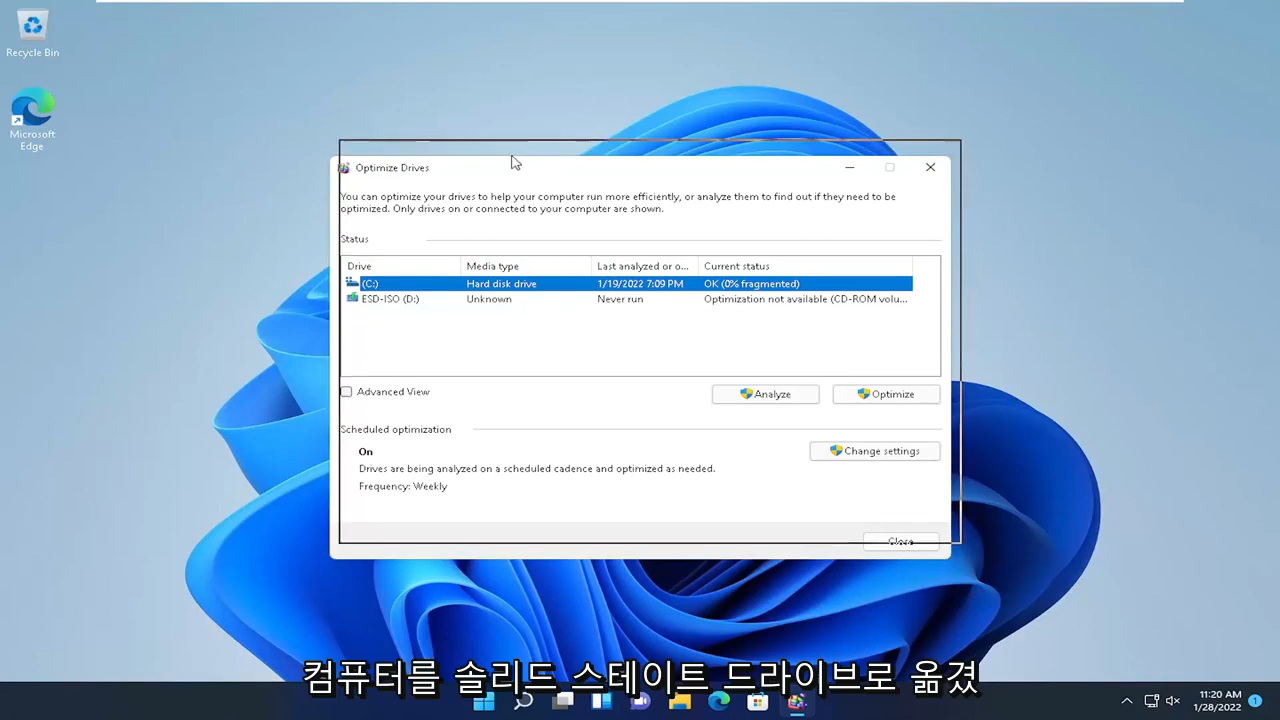 Recycle Bin
Microsoft
Edge
Optimize Drives
You can optimize your drives to help your computer run more efficiently, or analyze them to find out if they need to be
optimized. Only drives on or connected to your computer are shown.
Status
Drive Media type Last analyzed or o... Current status
(C:) Hard disk drive 1/19/2022 7:09 PM OK (0% fragmented)
ESD-ISO (D:) Unknown Never run Optimization not available (CD-ROM volu...
Advanced View
Analyze
Optimize
Scheduled optimization
On
Change settings
Drives are being analyzed on a scheduled cadence and optimized as needed.
Frequency: Weekly
Close
컴퓨터를 솔리드 스테이트 드라이브로 옮겼
11:20 AM
1/28/2022
1